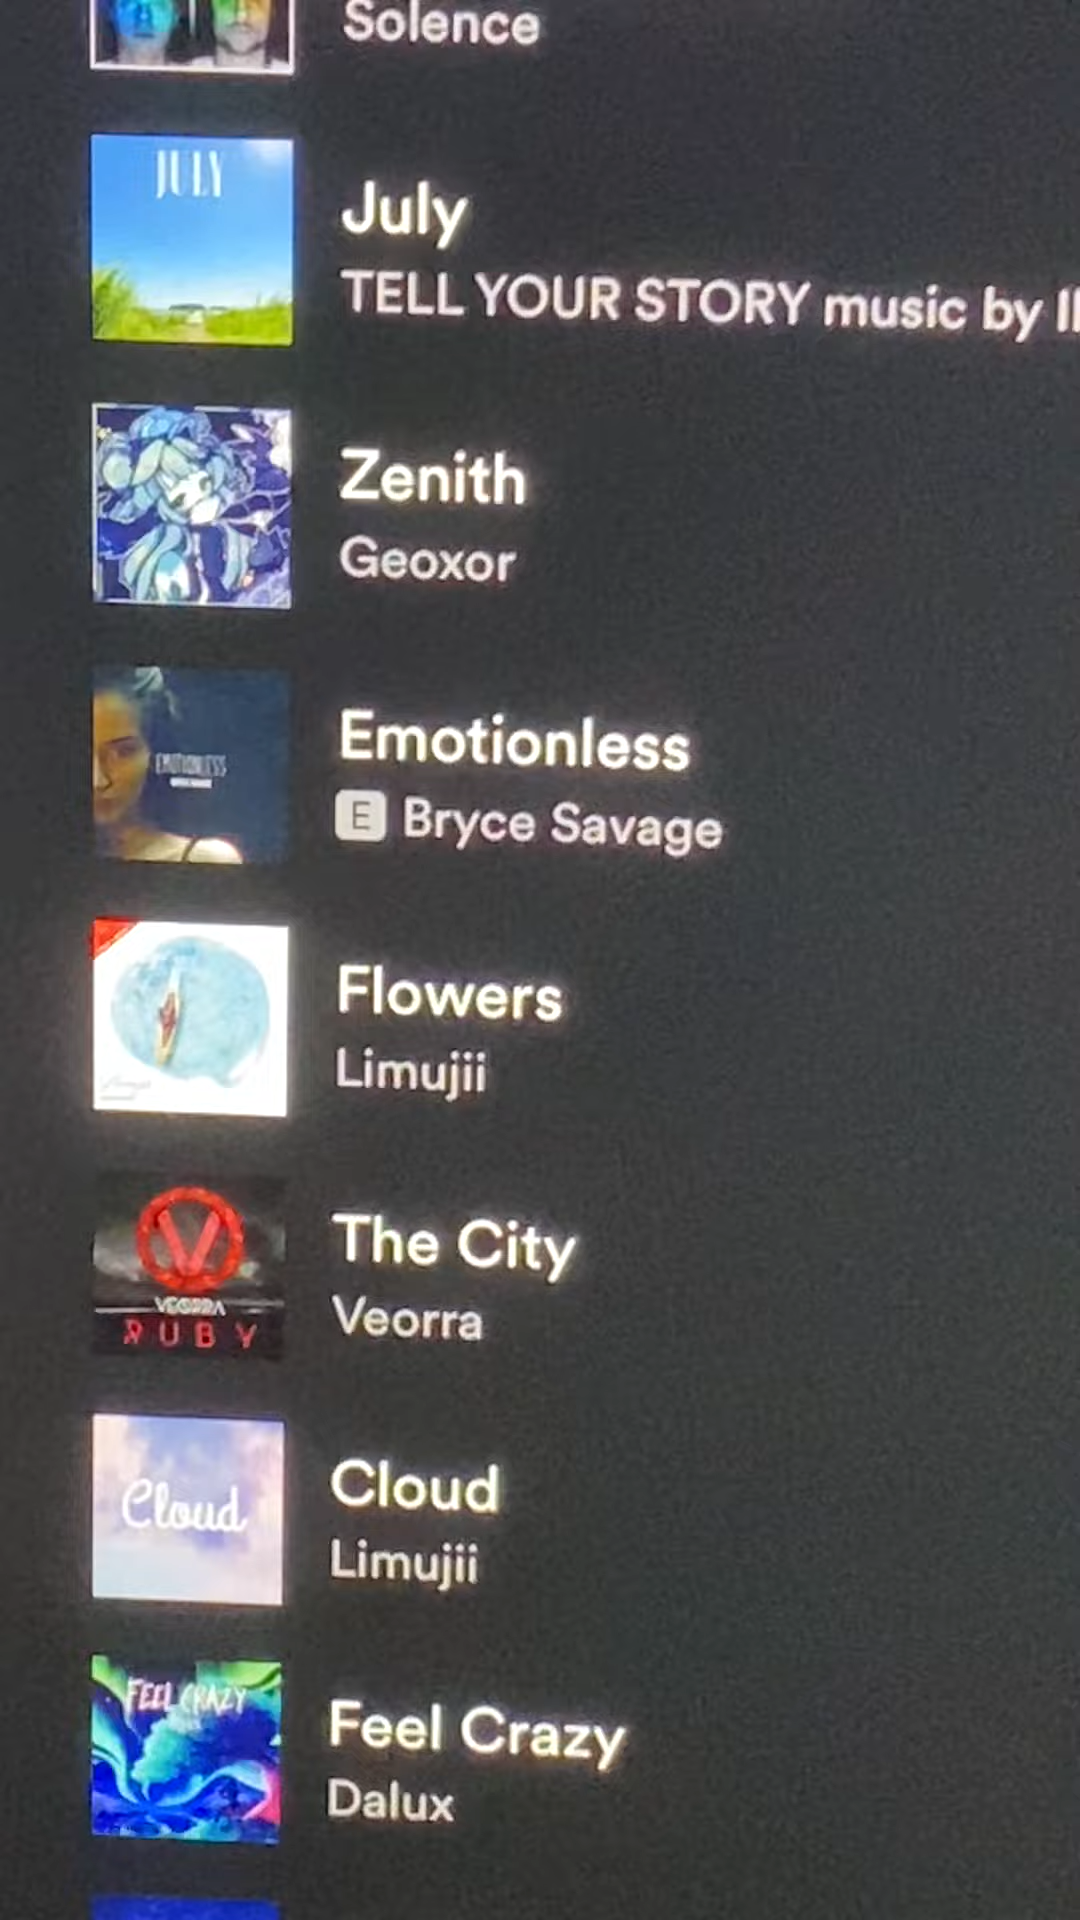 Solence
JULY
July
TELL YOUR STORY music by
Zenith
Geoxor
EMOTIONLESS
Emotionless
E Bryce Savage
Flowers
Limujii
VEORRA
RUBY
The City
Veorra
Cloud
Cloud
Limujii
FEEL CRAZY
Feel Crazy
Dalux